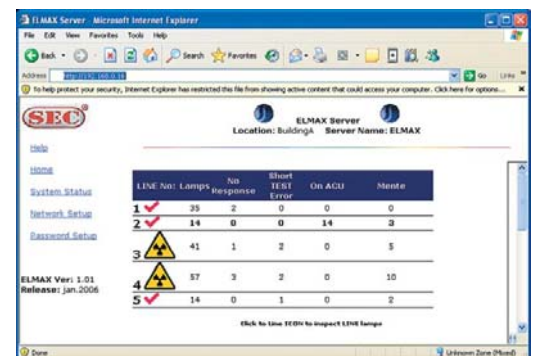 ELMAX Server - Microsoft Internet Explorer
File Edit View Favorites Tools Help
Back Search Favorites
Address http://192.168.0.16 Go Links
To help protect your security, Internet Explorer has restricted this file from showing active content that could access your computer. Click here for options...
SEC
ELMAX Server
Location: BuildingA Server Name: ELMAX
Help
Home
System Status
Network Setup
Password Setup
ELMAX Ver: 1.01
Release: jan.2006
LINE No: Lamps No Response Short TEST Error On ACU Mente
1 35 2 0 0 0
2 14 0 0 14 3
3 41 1 2 0 5
4 57 3 2 0 10
5 14 0 1 0 2
Click to Line ICON to inspect LINE lamps
Done Unknown Zone (Mixed)